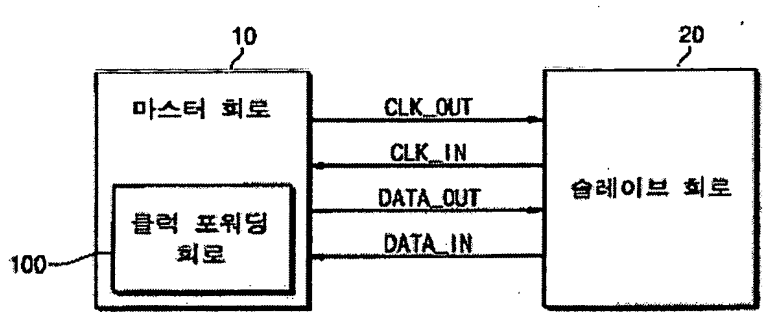 10
20
마스터 회로
CLK_OUT
CLK_IN
슬레이브 회로
DATA_OUT
클럭 포워딩
회로
DATA_IN
100